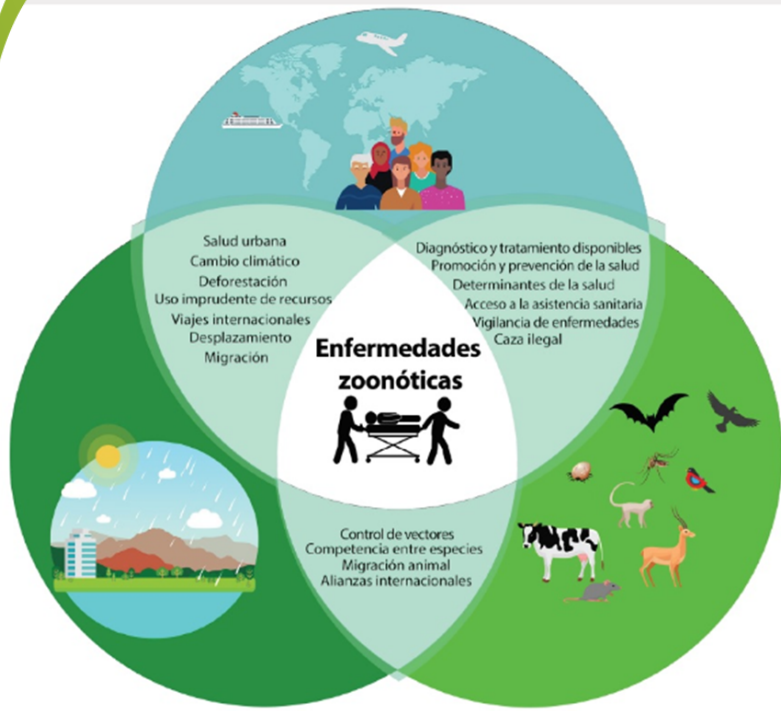 Salud urbana
Cambio climático
Deforestación
Uso imprudente de recursos
Viajes internacionales
Desplazamiento
Migración
Diagnóstico y tratamiento disponibles
Promoción y prevención de la salud
Determinantes de la salud
Acceso a la asistencia sanitaria
Vigilancia de enfermedades
Caza ilegal
Enfermedades
zoonóticas
Control de vectores
Competencia entre especies
Migración animal
Alianzas internacionales